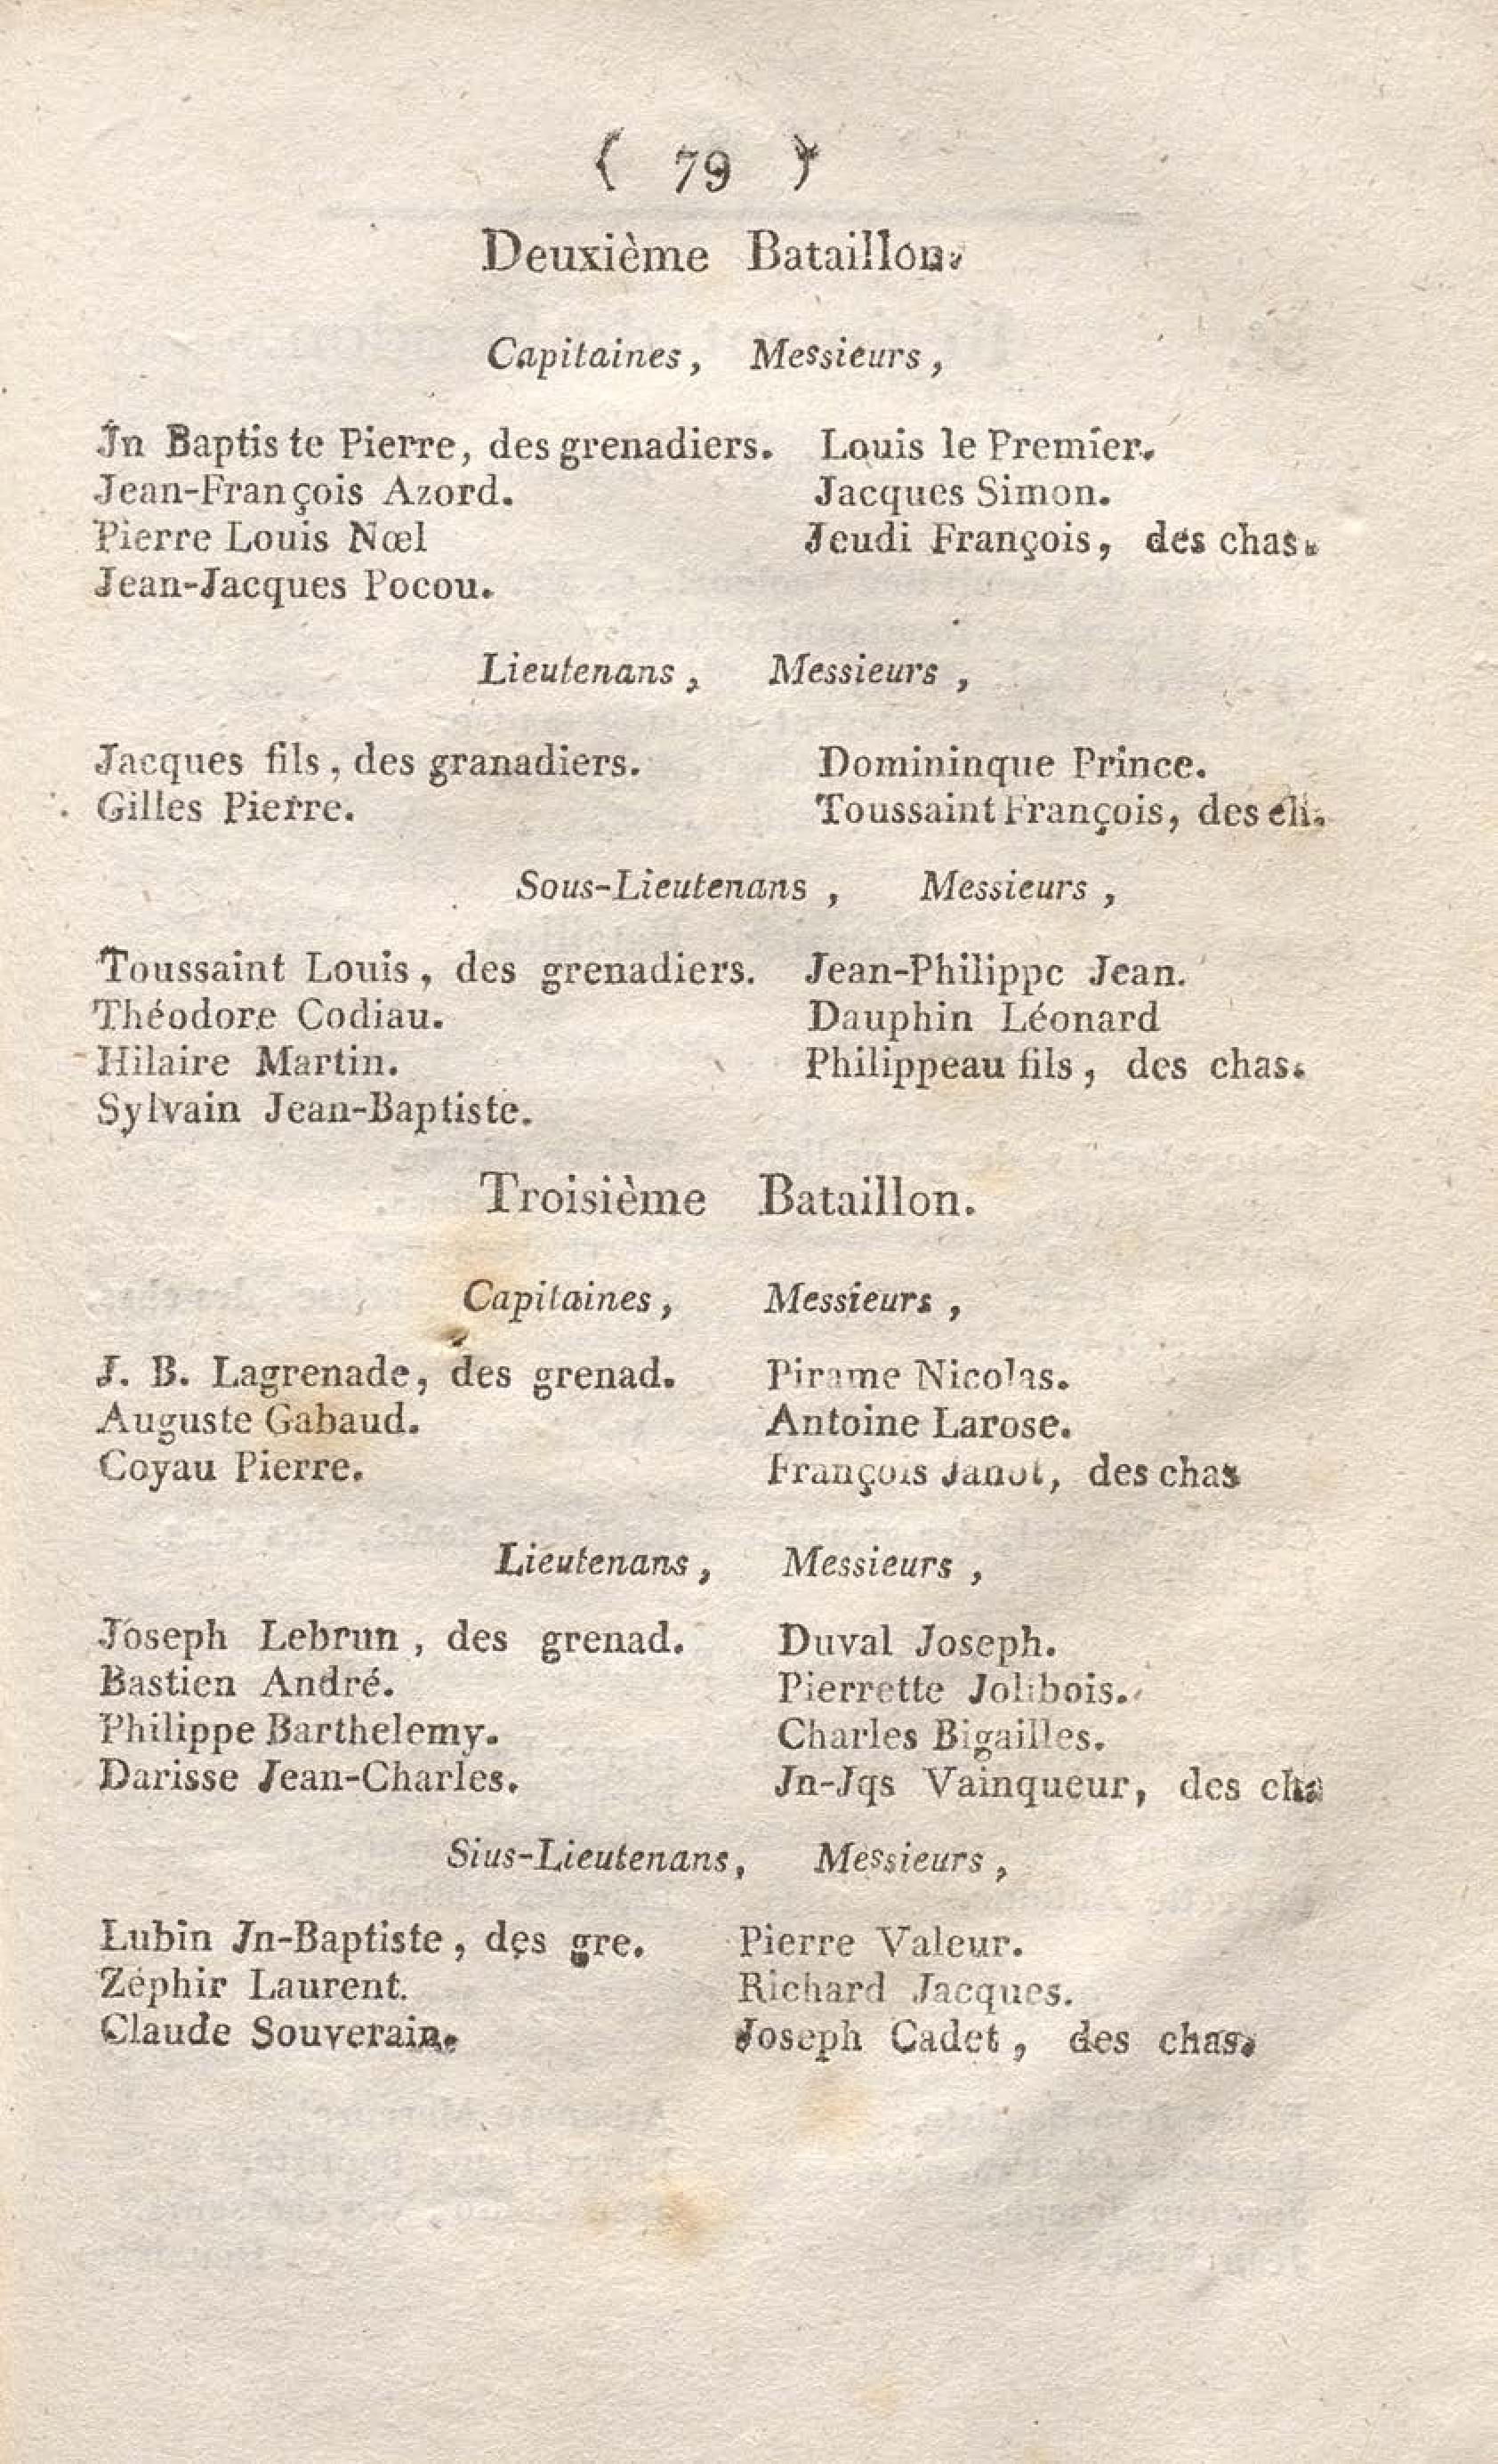 ( 79 )
Deuxième Bataillon.
Capitaines, Messieurs,
Jn Baptis te Pierre, des grenadiers. Louis le Premier.
Jean-François Azord. Jacques Simon.
Pierre Louis Nœl Jeudi François, des chas.
Jean-Jacques Pocou.
Lieutenans, Messieurs,
Jacques fils, des granadiers. Domininque Prince.
Gilles Pierre. Toussaint François, des ch.
Sous-Lieutenans, Messieurs,
Toussaint Louis, des grenadiers. Jean-Philippe Jean.
Théodore Codiau. Dauphin Léonard
Hilaire Martin. Philippeau fils, des chas.
Sylvain Jean-Baptiste.
Troisième Bataillon.
Capitaines, Messieurs,
J. B. Lagrenade, des grenad. Pirame Nicolas.
Auguste Gabaud. Antoine Larose.
Coyau Pierre. François Janot, des chas
Lieutenans, Messieurs,
Joseph Lebrun, des grenad. Duval Joseph.
Bastien André. Pierrette Jolibois.
Philippe Barthelemy. Charles Bigailles.
Darisse Jean-Charles. Jn-Jqs Vainqueur, des cha
Sius-Lieutenans, Messieurs,
Lubin Jn-Baptiste, des gre. Pierre Valeur.
Zéphir Laurent. Richard Jacques.
Claude Souverain. Joseph Cadet, des chas.